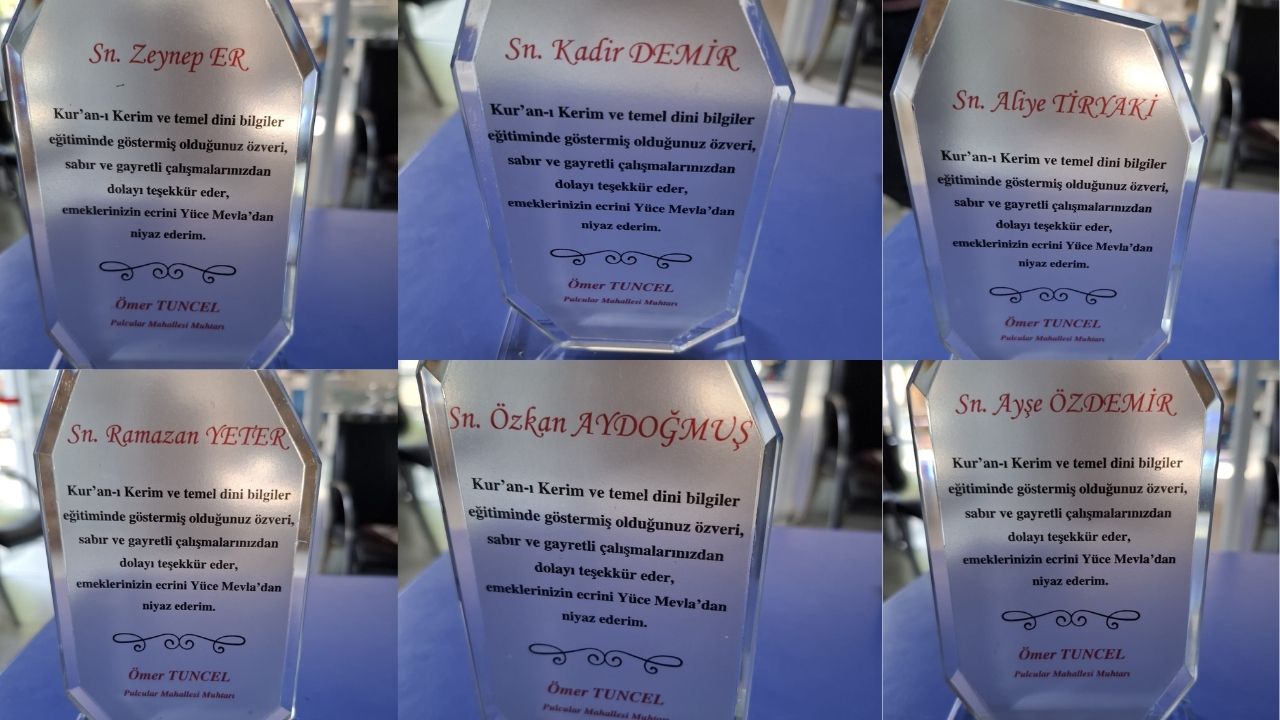 Sn. Zeynep ER
Kur'an-ı Kerim ve temel dini bilgiler
eğitiminde göstermiş olduğunuz özveri,
sabır ve gayretli çalışmalarınızdan
dolayı teşekkür eder,
emeklerinizin ecrini Yüce Mevla'dan
niyaz ederim.
Ömer TUNCEL
Pulcular Mahallesi Muhtarı
Sn. Kadir DEMİR
Kur'an-ı Kerim ve temel dini bilgiler
eğitiminde göstermiş olduğunuz özveri,
sabır ve gayretli çalışmalarınızdan
dolayı teşekkür eder,
emeklerinizin ecrini Yüce Mevla'dan
niyaz ederim.
Ömer TUNCEL
Pulcular Mahallesi Muhtarı
Sn. Aliye TİRYAKİ
Kur'an-ı Kerim ve temel dini bilgiler
eğitiminde göstermiş olduğunuz özveri,
sabır ve gayretli çalışmalarınızdan
dolayı teşekkür eder,
emeklerinizin ecrini Yüce Mevla'dan
niyaz ederim.
Ömer TUNCEL
Pulcular Mahallesi Muhtarı
Sn. Ramazan YETER
Kur'an-ı Kerim ve temel dini bilgiler
eğitiminde göstermiş olduğunuz özveri,
sabır ve gayretli çalışmalarınızdan
dolayı teşekkür eder,
emeklerinizin ecrini Yüce Mevla'dan
niyaz ederim.
Ömer TUNCEL
Pulcular Mahallesi Muhtarı
Sn. Özkan AYDOĞMUŞ
Kur'an-ı Kerim ve temel dini bilgiler
eğitiminde göstermiş olduğunuz özveri,
sabır ve gayretli çalışmalarınızdan
dolayı teşekkür eder,
emeklerinizin ecrini Yüce Mevla'dan
niyaz ederim.
Ömer TUNCEL
Pulcular Mahallesi Muhtarı
Sn. Ayşe ÖZDEMİR
Kur'an-ı Kerim ve temel dini bilgiler
eğitiminde göstermiş olduğunuz özveri,
sabır ve gayretli çalışmalarınızdan
dolayı teşekkür eder,
emeklerinizin ecrini Yüce Mevla'dan
niyaz ederim.
Ömer TUNCEL
Pulcular Mahallesi Muhtarı